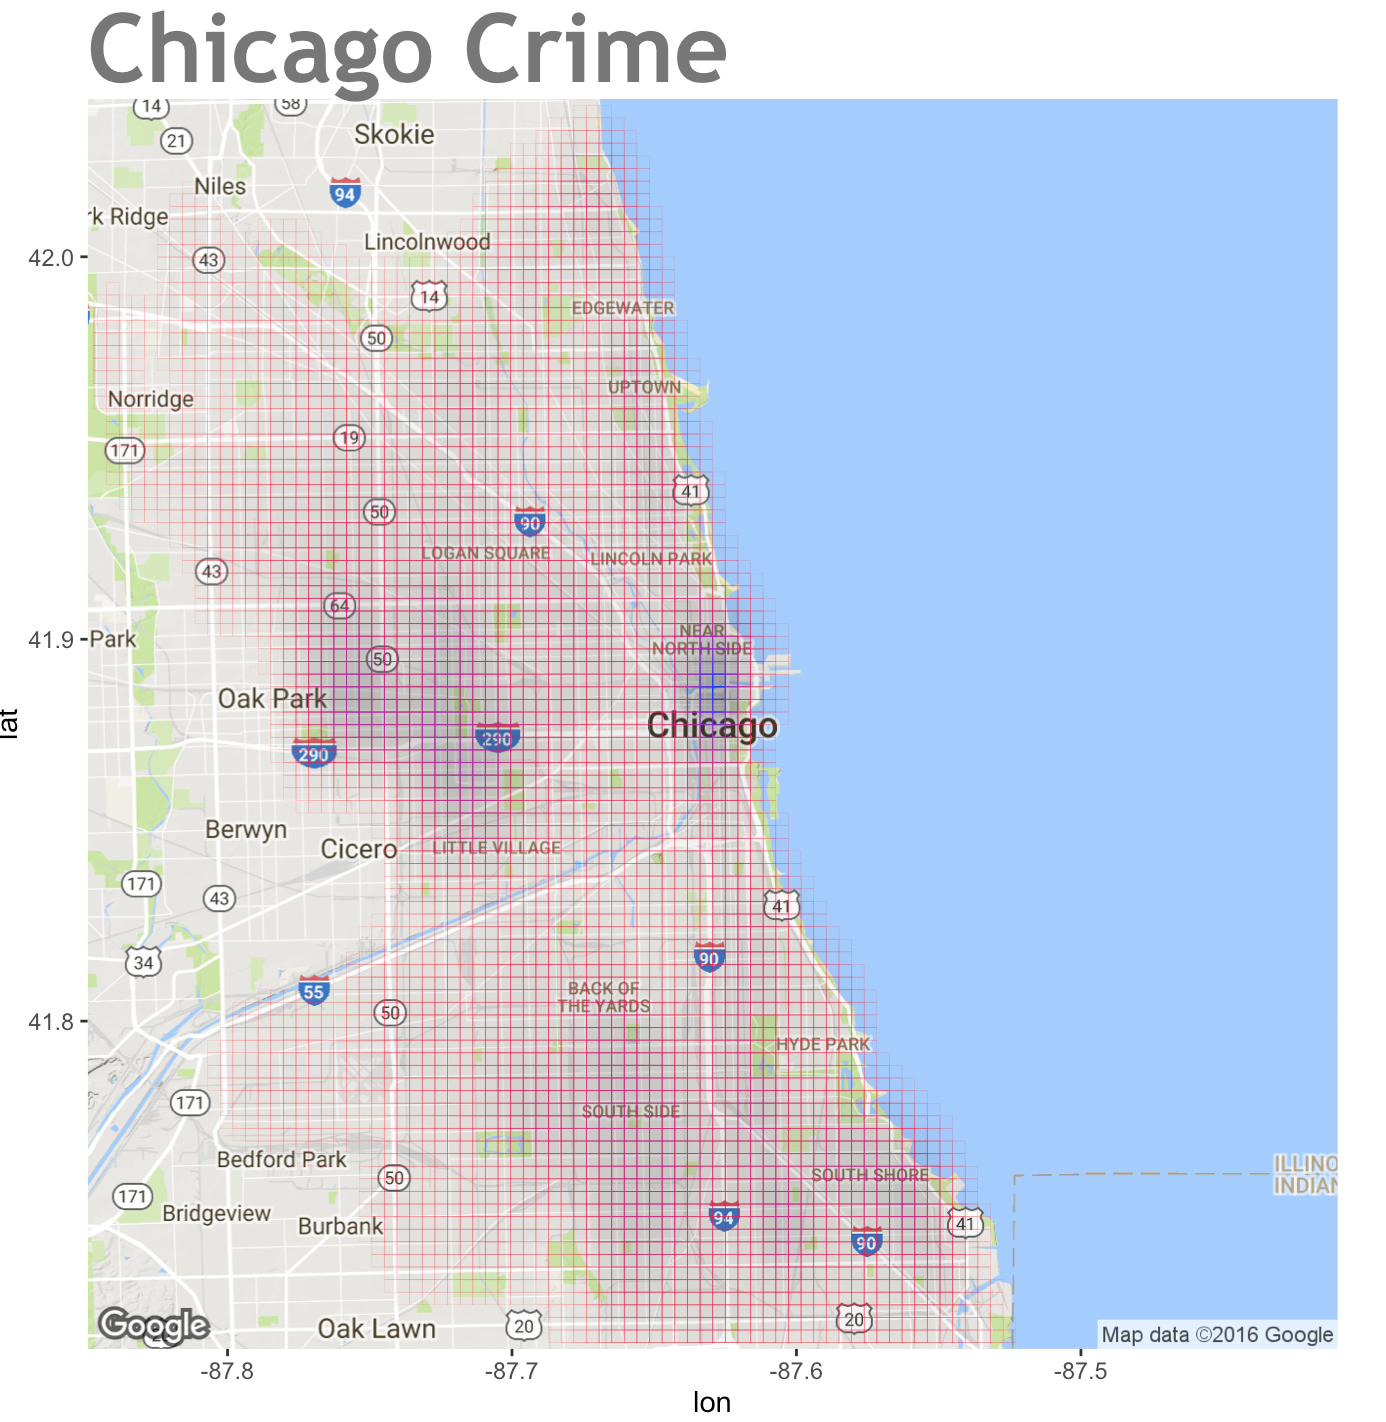 Chicago Crime
14
58
21
Skokie
Niles
94
rk Ridge
Lincolnwood
42.0
43
14
EDGEWATER
50
UPTOWN
Norridge
19
171
41
50
90
LOGAN SQUARE
LINCOLN PARK
43
64
NEAR
NORTH SIDE
41.9
Park
50
Oak Park
lat
Chicago
290
290
Berwyn
Cicero
LITTLE VILLAGE
171
43
41
34
90
55
BACK OF
THE YARDS
50
41.8
HYDE PARK
171
SOUTH SIDE
Bedford Park
ILLINO
INDIAN
50
SOUTH SHORE
171
Bridgeview
Burbank
94
41
90
Google
Oak Lawn
20
20
Map data ©2016 Google
-87.8
-87.7
-87.6
-87.5
lon